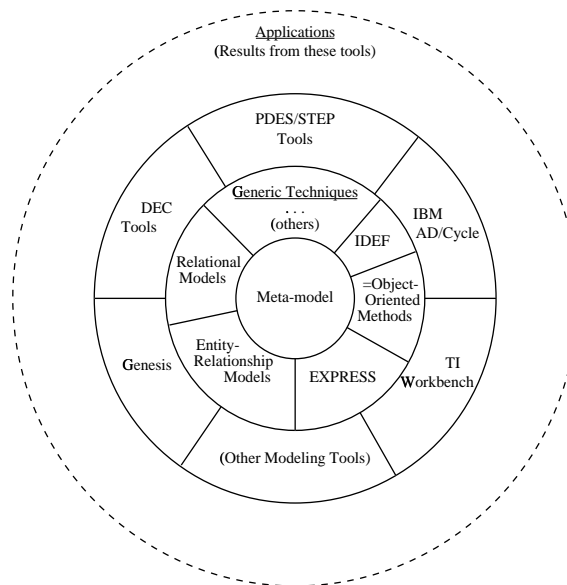 Applications
(Results from these tools)
PDES/STEP
Tools
DEC
Tools
Generic Techniques
. . .
(others)
IBM
AD/Cycle
IDEF
Relational
Models
Meta-model
=Object-
Oriented
Methods
Entity-
Relationship
Models
EXPRESS
Genesis
TI
Workbench
(Other Modeling Tools)